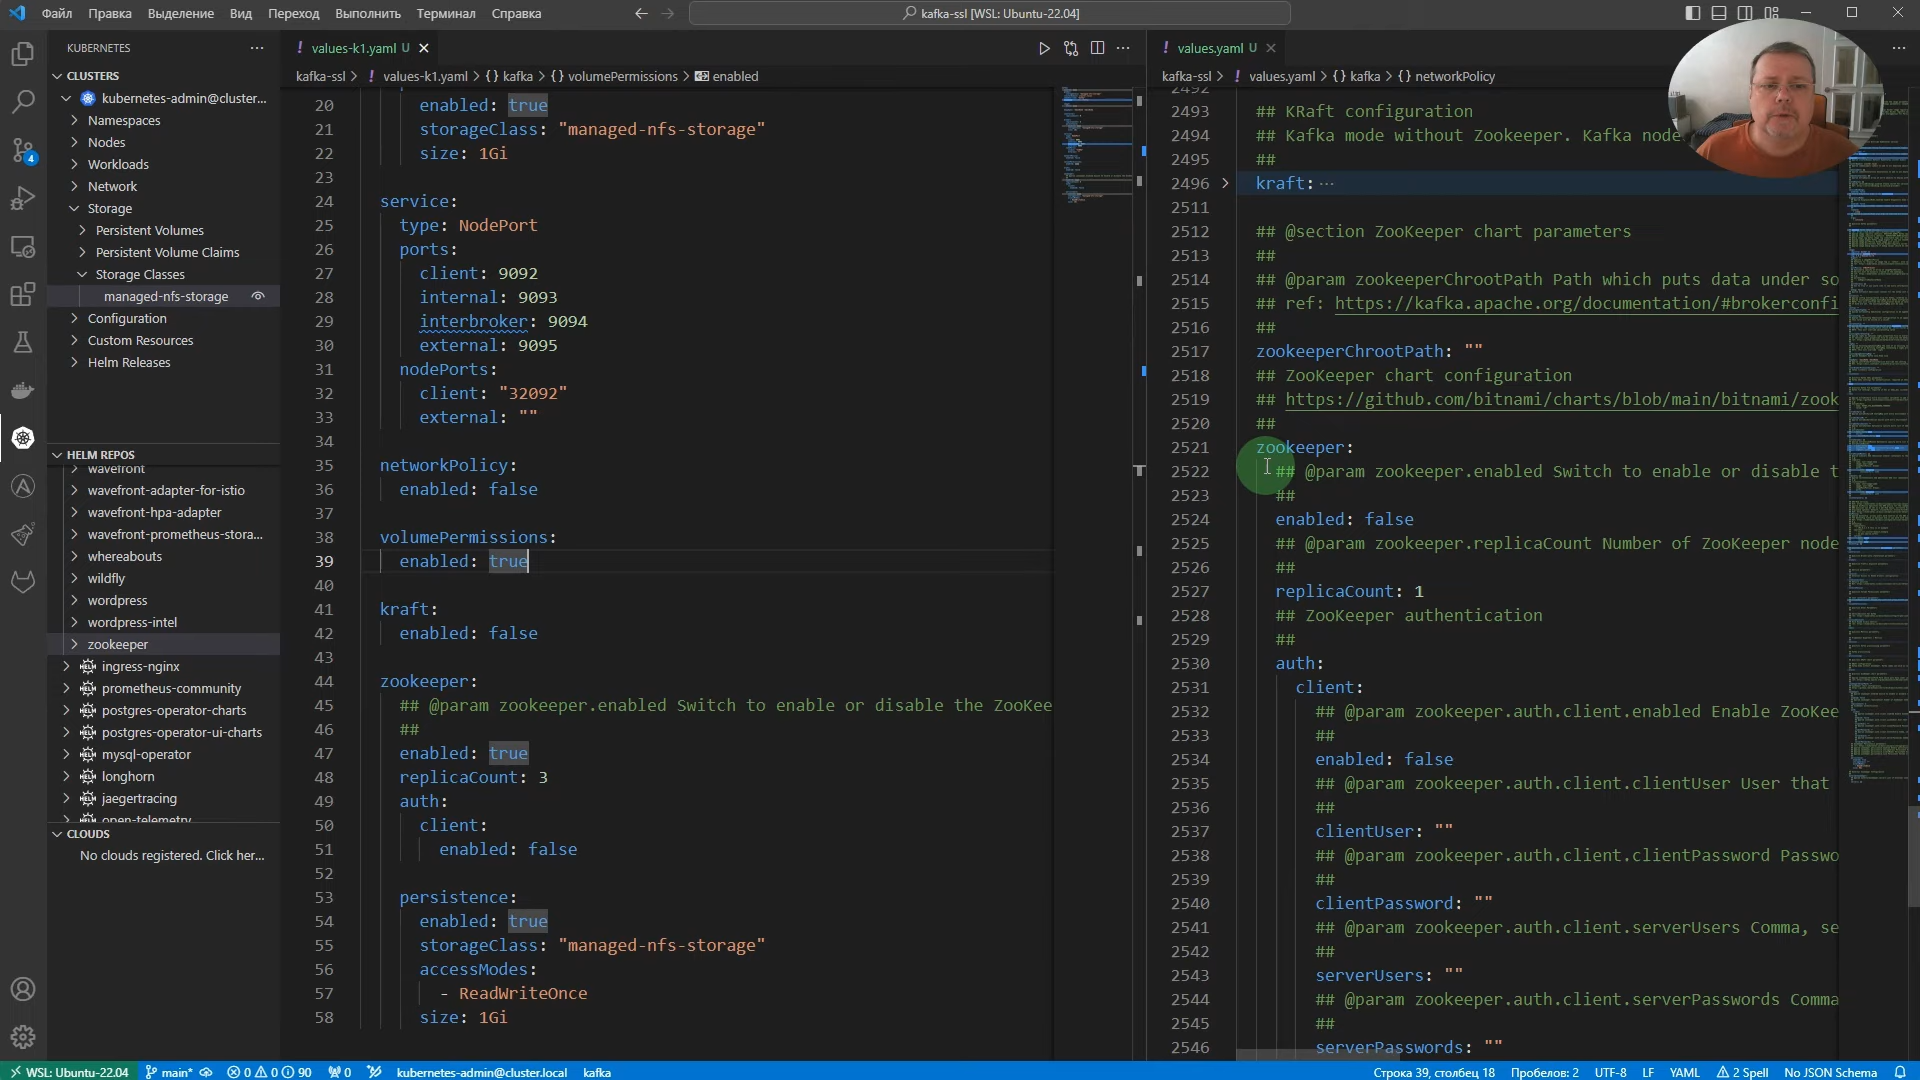 Файл Правка Выделение Вид Переход Выполнить Терминал Справка
kafka-ssl [WSL: Ubuntu-22.04]
KUBERNETES
CLUSTERS
kubernetes-admin@cluster...
Namespaces
Nodes
Workloads
Network
Storage
Persistent Volumes
Persistent Volume Claims
Storage Classes
managed-nfs-storage
Configuration
Custom Resources
Helm Releases
4
HELM REPOS
wavefront
wavefront-adapter-for-istio
wavefront-hpa-adapter
wavefront-prometheus-stora...
whereabouts
wildfly
wordpress
wordpress-intel
zookeeper
HELM ingress-nginx
HELM prometheus-community
HELM postgres-operator-charts
HELM postgres-operator-ui-charts
HELM mysql-operator
HELM longhorn
HELM jaegertracing
HELM open-telemetry
CLOUDS
No clouds registered. Click her...
! values-k1.yaml U
kafka-ssl > ! values-k1.yaml > {} kafka > {} volumePermissions > enabled
20 enabled: true
21 storageClass: "managed-nfs-storage"
22 size: 1Gi
23
24 service:
25 type: NodePort
26 ports:
27 client: 9092
28 internal: 9093
29 interbroker: 9094
30 external: 9095
31 nodePorts:
32 client: "32092"
33 external: ""
34
35 networkPolicy:
36 enabled: false
37
38 volumePermissions:
39 enabled: true
40
41 kraft:
42 enabled: false
43
44 zookeeper:
45 ## @param zookeeper.enabled Switch to enable or disable the ZooKee
46 ##
47 enabled: true
48 replicaCount: 3
49 auth:
50 client:
51 enabled: false
52
53 persistence:
54 enabled: true
55 storageClass: "managed-nfs-storage"
56 accessModes:
57 - ReadWriteOnce
58 size: 1Gi
! values.yaml U
kafka-ssl > ! values.yaml > {} kafka > {} networkPolicy
2492
2493 ## KRaft configuration
2494 ## Kafka mode without Zookeeper. Kafka node
2495 ##
2496 kraft: ...
2511
2512 ## @section ZooKeeper chart parameters
2513 ##
2514 ## @param zookeeperChrootPath Path which puts data under so
2515 ## ref: https://kafka.apache.org/documentation/#brokerconfi
2516 ##
2517 zookeeperChrootPath: ""
2518 ## ZooKeeper chart configuration
2519 ## https://github.com/bitnami/charts/blob/main/bitnami/zook
2520 ##
2521 zookeeper:
2522 ## @param zookeeper.enabled Switch to enable or disable t
2523 ##
2524 enabled: false
2525 ## @param zookeeper.replicaCount Number of ZooKeeper node
2526 ##
2527 replicaCount: 1
2528 ## ZooKeeper authentication
2529 ##
2530 auth:
2531 client:
2532 ## @param zookeeper.auth.client.enabled Enable ZooKee
2533 ##
2534 enabled: false
2535 ## @param zookeeper.auth.client.clientUser User that
2536 ##
2537 clientUser: ""
2538 ## @param zookeeper.auth.client.clientPassword Passwo
2539 ##
2540 clientPassword: ""
2541 ## @param zookeeper.auth.client.serverUsers Comma, se
2542 ##
2543 serverUsers: ""
2544 ## @param zookeeper.auth.client.serverPasswords Comma
2545 ##
2546 serverPasswords: ""
WSL: Ubuntu-22.04 main* 0 0 90 0 kubernetes-admin@cluster.local kafka Строка 39, столбец 18 Пробелов: 2 UTF-8 LF YAML 2 Spell No JSON Schema